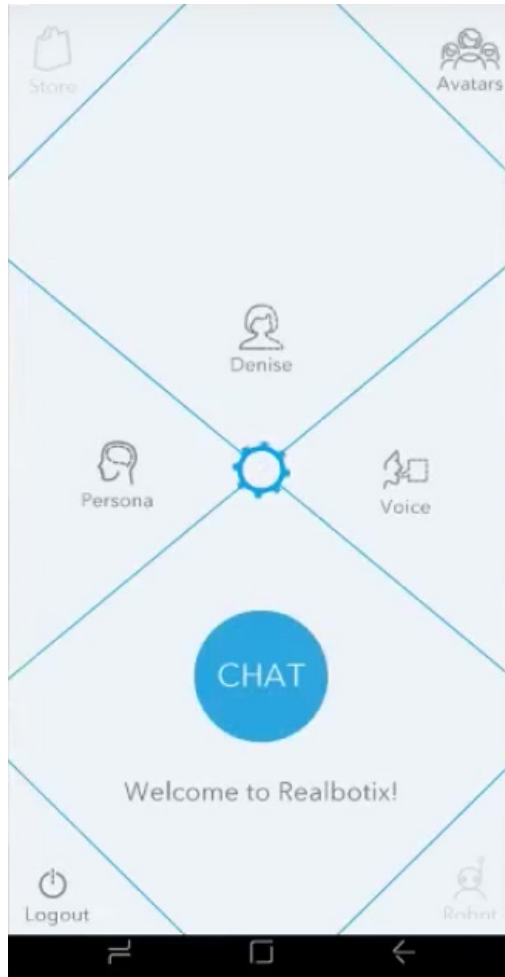 Store
Avatars
Denise
Persona
Voice
CHAT
Welcome to Realbotix!
Logout
Robot